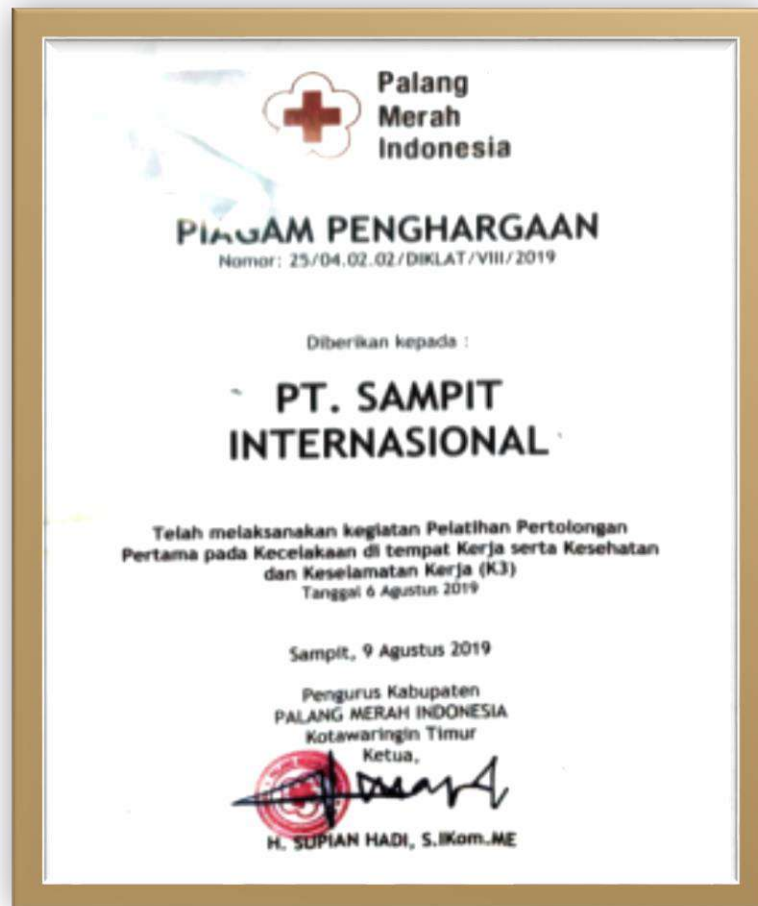 Palang
Merah
Indonesia
PIAGAM PENGHARGAAN
Nomor: 25/04.02.02/DIKLAT/VIII/2019
Diberikan kepada :
PT. SAMPIT
INTERNASIONAL
Telah melaksanakan kegiatan Pelatihan Pertolongan
Pertama pada Kecelakaan di tempat Kerja serta Kesehatan
dan Keselamatan Kerja (K3)
Tanggal 6 Agustus 2019
Sampit, 9 Agustus 2019
Pengurus Kabupaten
PALANG MERAH INDONESIA
Kotawaringin Timur
Ketua,
H. SUPIAN HADI, S.IKom.ME